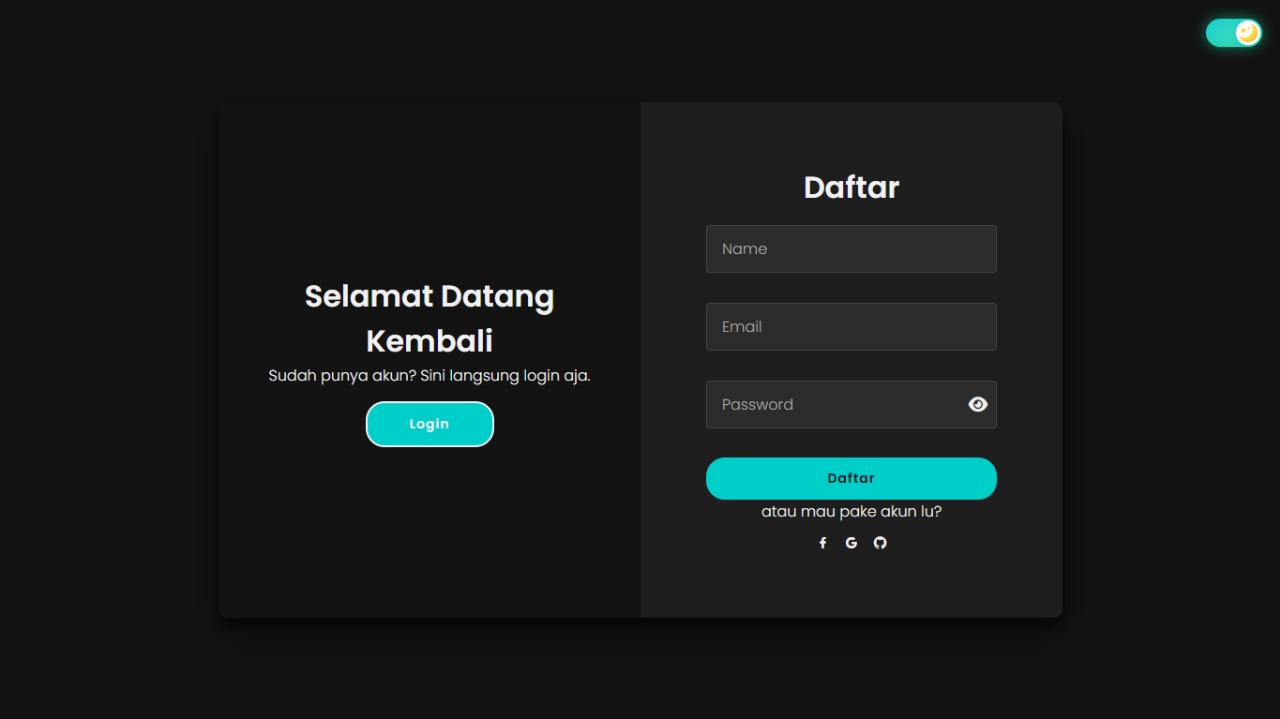 Selamat Datang
Kembali
Sudah punya akun? Sini langsung login aja.
Login
Daftar
Name
Email
Password
Daftar
atau mau pake akun lu?